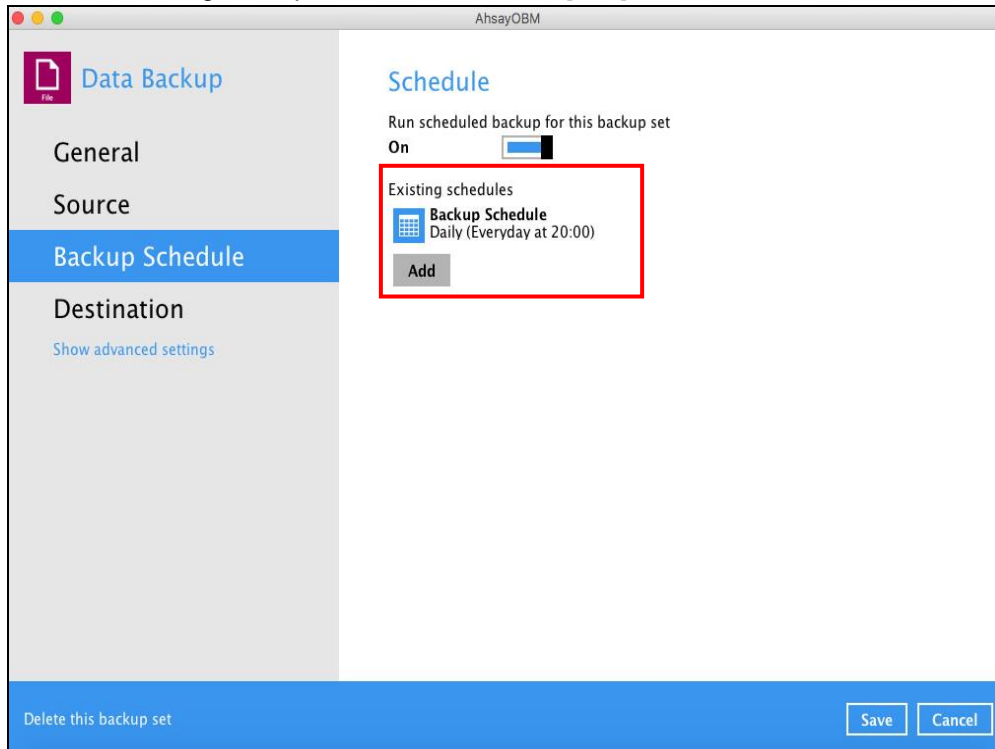 AhsayOBM
File
Data Backup
General
Source
Backup Schedule
Destination
Show advanced settings
Schedule
Run scheduled backup for this backup set
On
Existing schedules
Backup Schedule
Daily (Everyday at 20:00)
Add
Delete this backup set
Save
Cancel